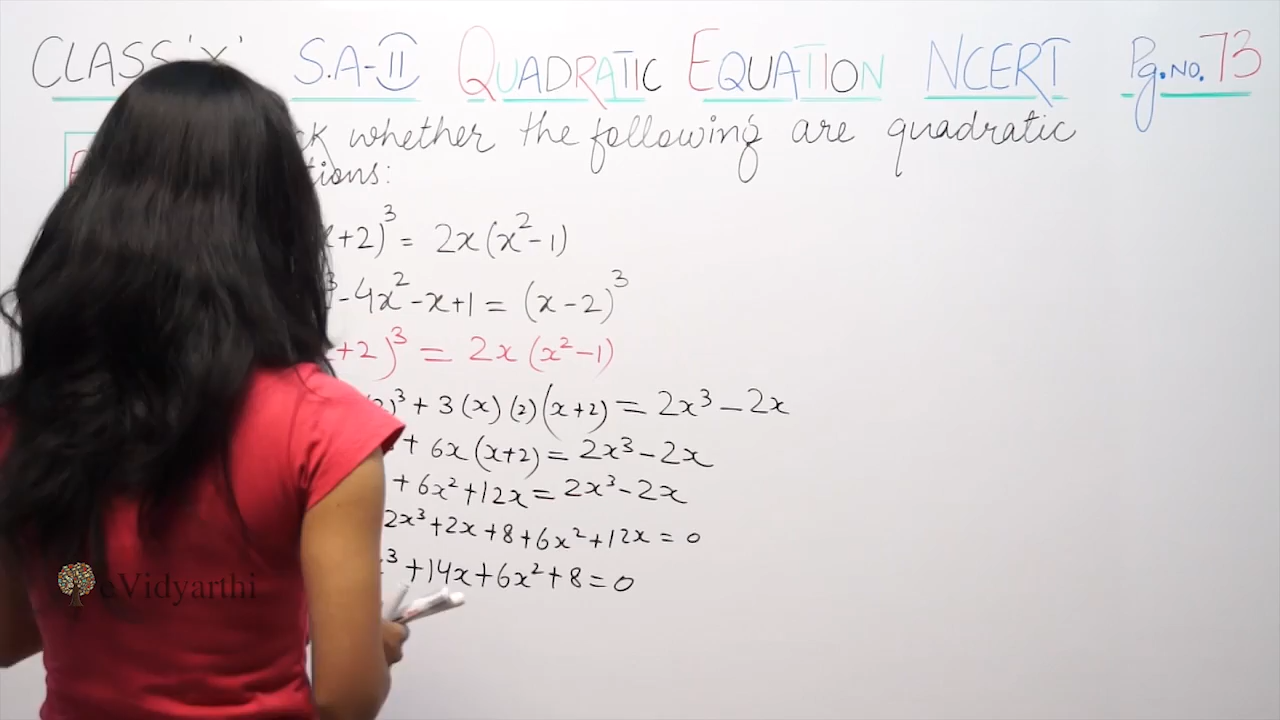 CLASS 'X' S.A-II QUADRATIC EQUATION NCERT Pg.NO.73
whether the following are quadratic
+2)³ = 2x(x²-1)
-4x²-x+1 = (x-2)³
+2)³ = 2x(x²-1)
)³ + 3(x)(2)(x+2) = 2x³-2x
+ 6x(x+2) = 2x³-2x
+ 6x²+12x = 2x³-2x
2x³+2x+8+6x²+12x = 0
³+14x+6x²+8=0
eVidyarthi